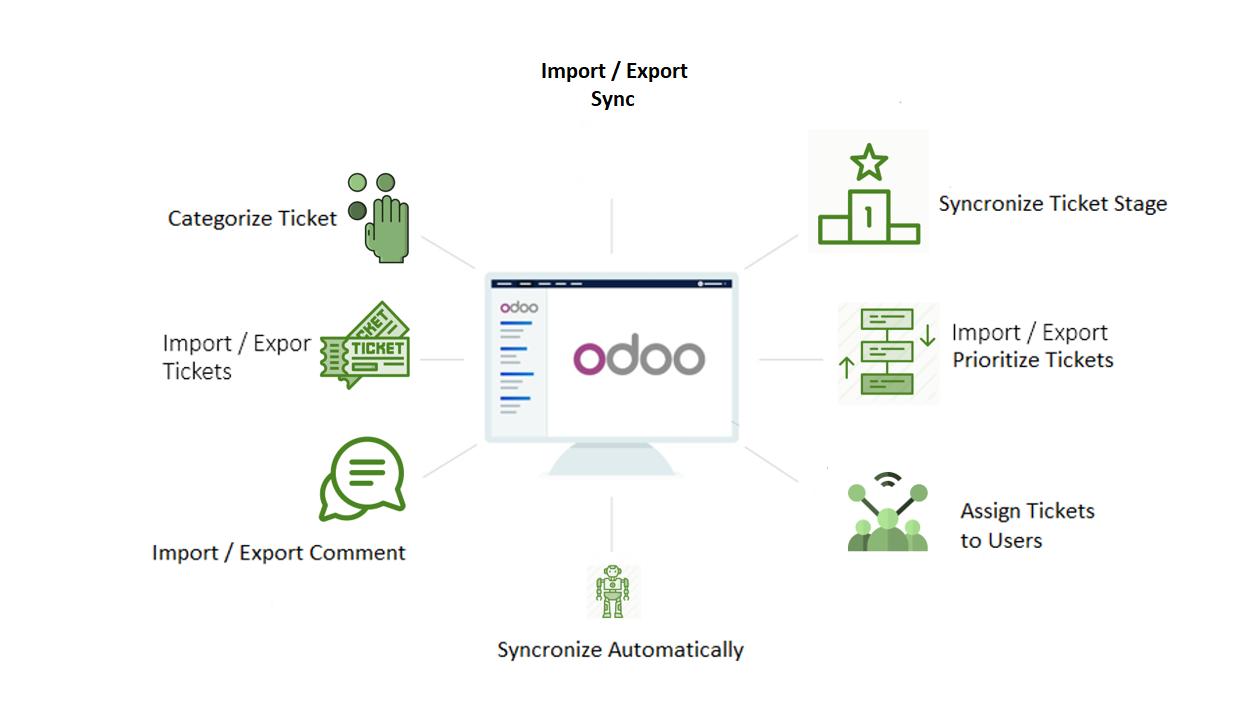 Import / Export
Sync
Categorize Ticket
1
Syncronize Ticket Stage
odoo
odoo
Import / Expor
Tickets
TICKET
TICKET
Import / Export
Prioritize Tickets
Import / Export Comment
Assign Tickets
to Users
Syncronize Automatically